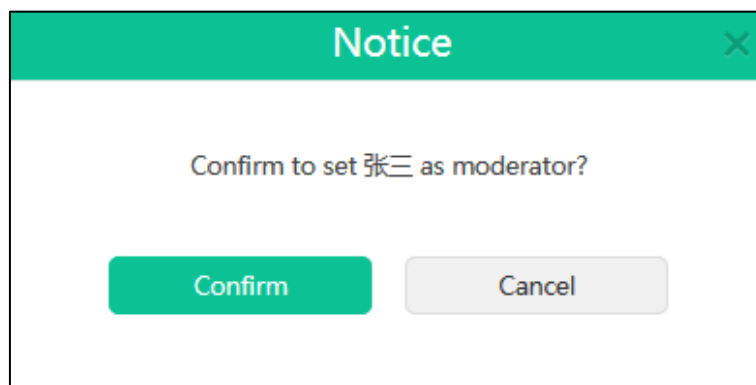 Notice
Confirm to set 张三 as moderator?
Confirm
Cancel